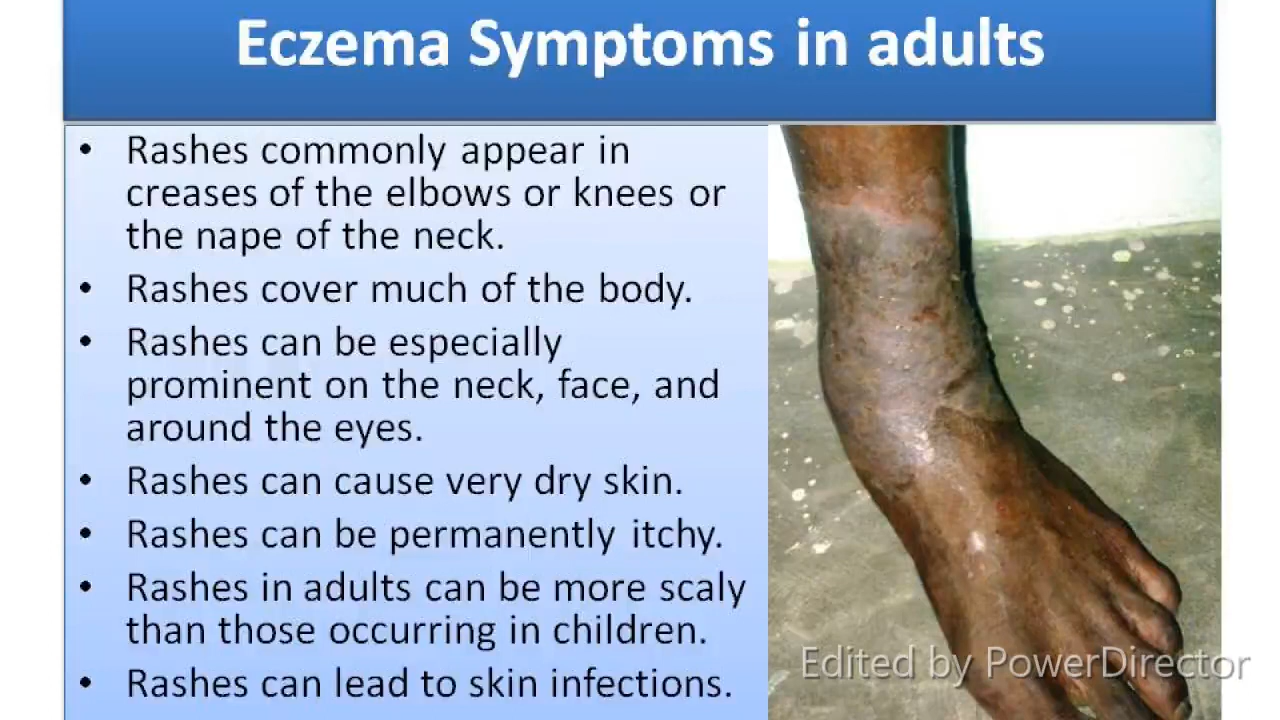 Eczema Symptoms in adults
• Rashes commonly appear in
creases of the elbows or knees or
the nape of the neck.
• Rashes cover much of the body.
• Rashes can be especially
prominent on the neck, face, and
around the eyes.
• Rashes can cause very dry skin.
• Rashes can be permanently itchy.
• Rashes in adults can be more scaly
than those occurring in children.
• Rashes can lead to skin infections.
Edited by PowerDirector